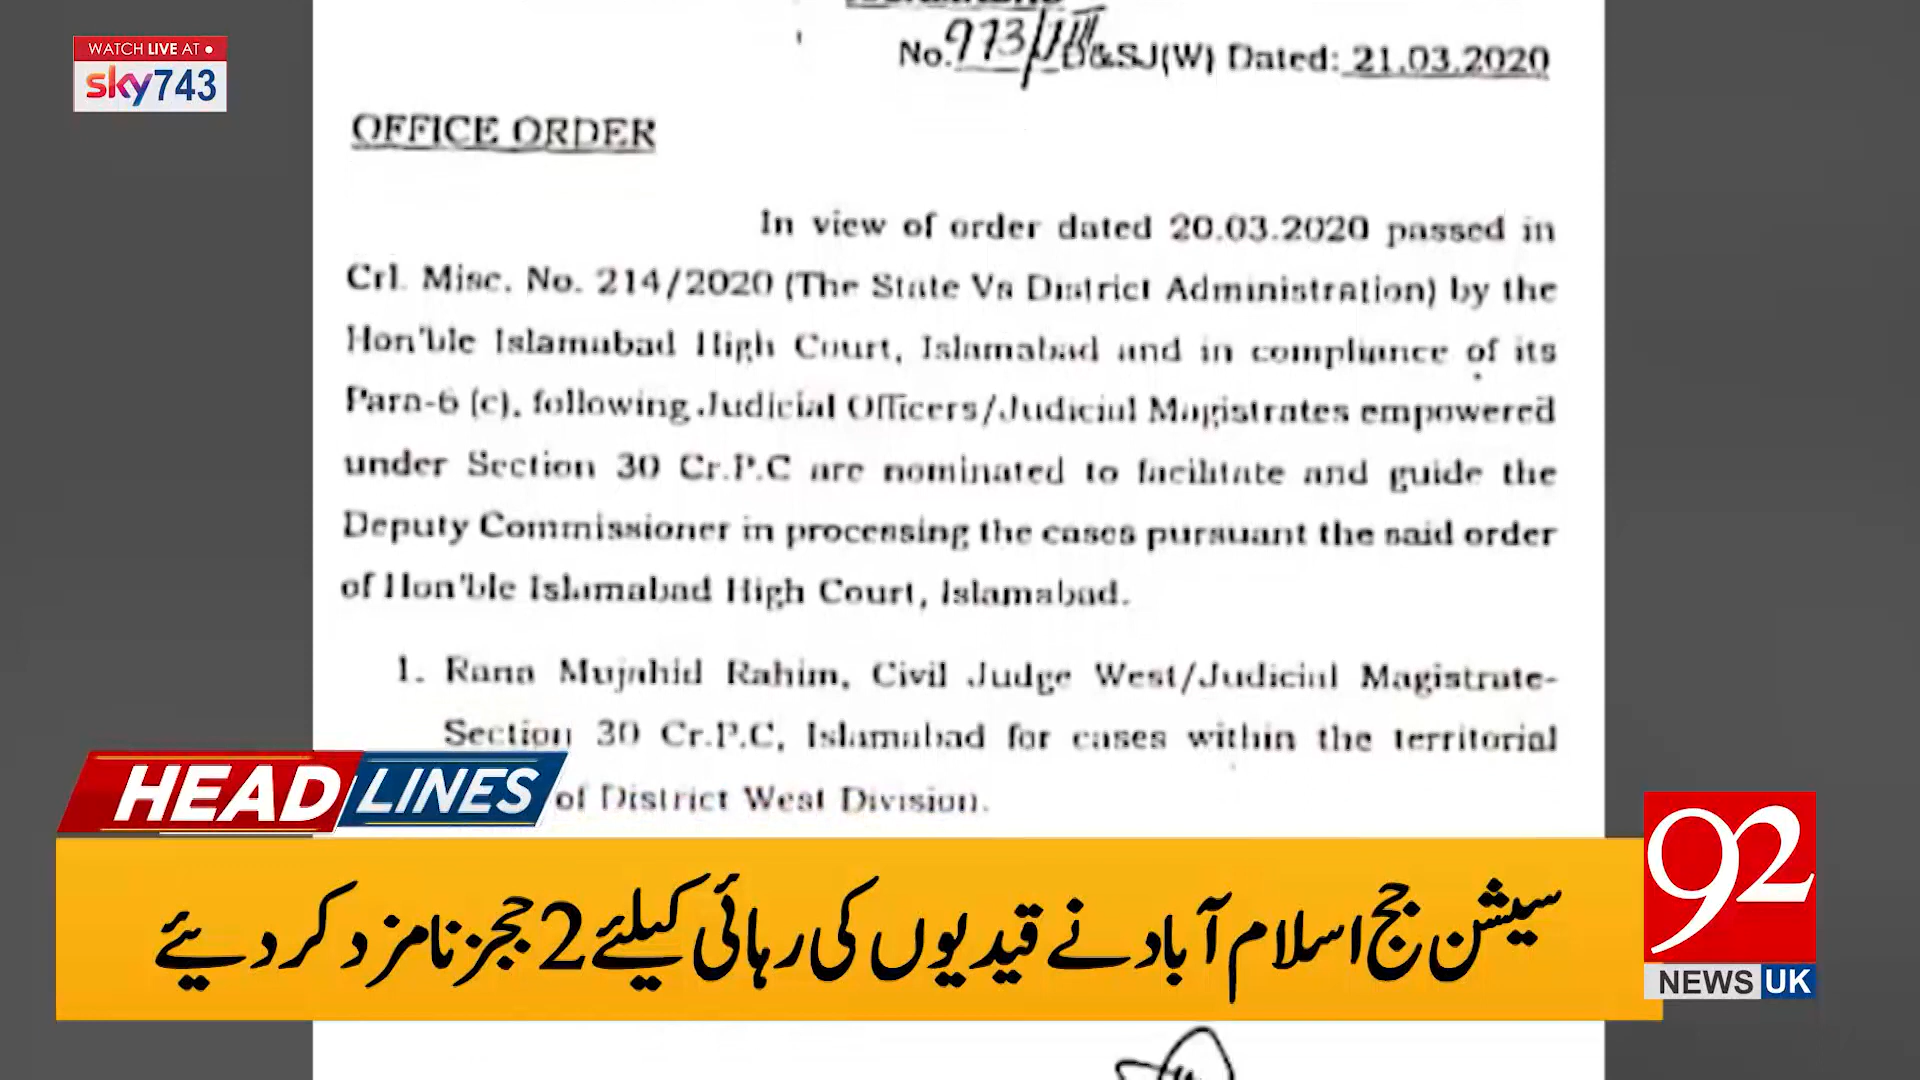 WATCH LIVE AT
sky743
No. 973/III D&SJ(W) Dated: 21.03.2020
OFFICE ORDER
In view of order dated 20.03.2020 passed in
Crl. Misc. No. 214/2020 (The State Vs District Administration) by the
Hon'ble Islamabad High Court, Islamabad and in compliance of its
Para-6 (c), following Judicial Officers/Judicial Magistrates empowered
under Section 30 Cr.P.C are nominated to facilitate and guide the
Deputy Commissioner in processing the cases pursuant the said order
of Hon'ble Islamabad High Court, Islamabad.
1. Rana Mujahid Rahim, Civil Judge West/Judicial Magistrate-
Section 30 Cr.P.C, Islamabad for cases within the territorial
of District West Division.
HEADLINES
سیشن جج اسلام آباد نے قیدیوں کی رہائی کیلئے 2 ججز نامزد کر دیئے
92
NEWS UK